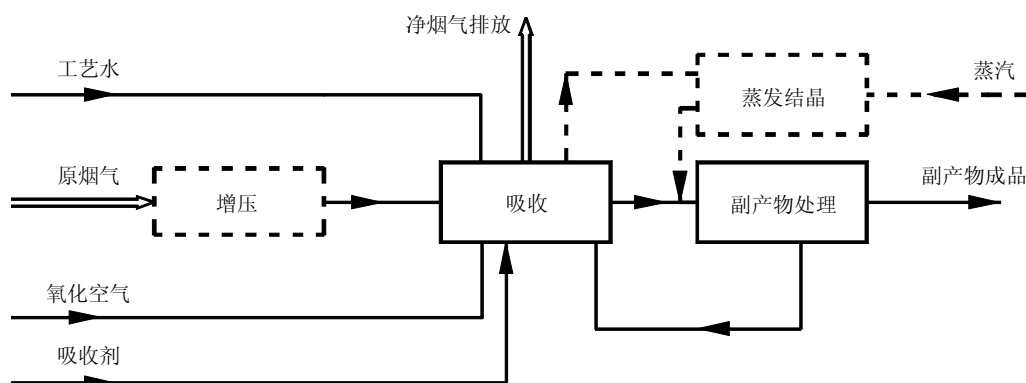 净烟气排放
工艺水
蒸汽
蒸发结晶
原烟气
增压
吸收
副产物处理
副产物成品
氧化空气
吸收剂